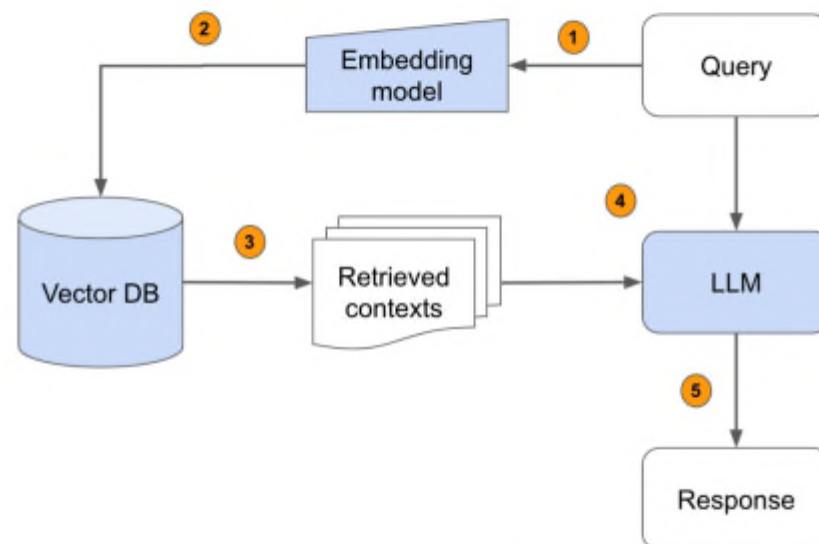 2
Embedding
model
1
Query
Vector DB
3
Retrieved
contexts
4
LLM
5
Response